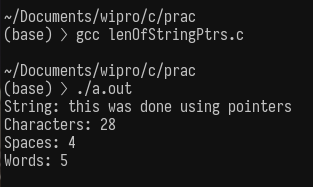 ~/Documents/wipro/c/prac
(base) > gcc lenOfStringPtrs.c
~/Documents/wipro/c/prac
(base) > ./a.out
String: this was done using pointers
Characters: 28
Spaces: 4
Words: 5